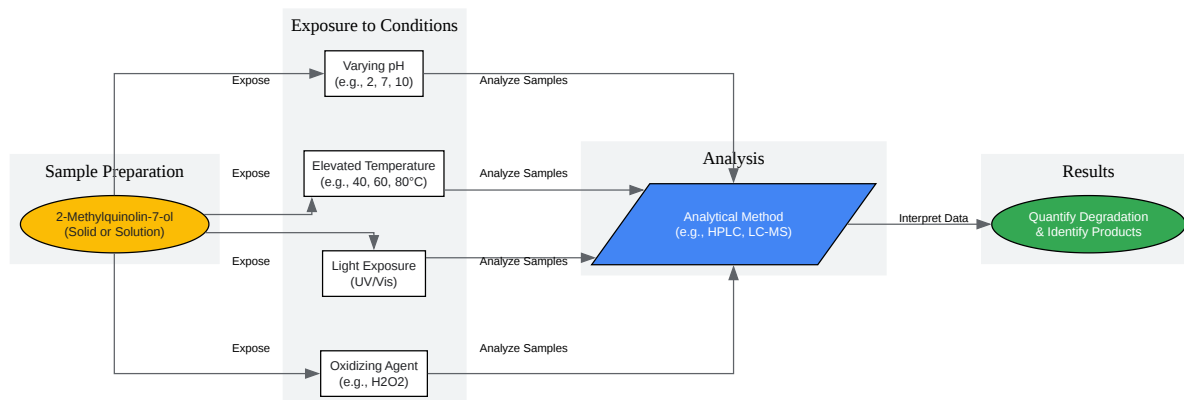 Exposure to Conditions
Varying pH
(e.g., 2, 7, 10)
Expose
Analyze Samples
Sample Preparation
2-Methylquinolin-7-ol
(Solid or Solution)
Expose
Elevated Temperature
(e.g., 40, 60, 80°C)
Analyze Samples
Expose
Light Exposure
(UV/Vis)
Analyze Samples
Expose
Oxidizing Agent
(e.g., H2O2)
Analyze Samples
Analysis
Analytical Method
(e.g., HPLC, LC-MS)
Interpret Data
Results
Quantify Degradation
& Identify Products